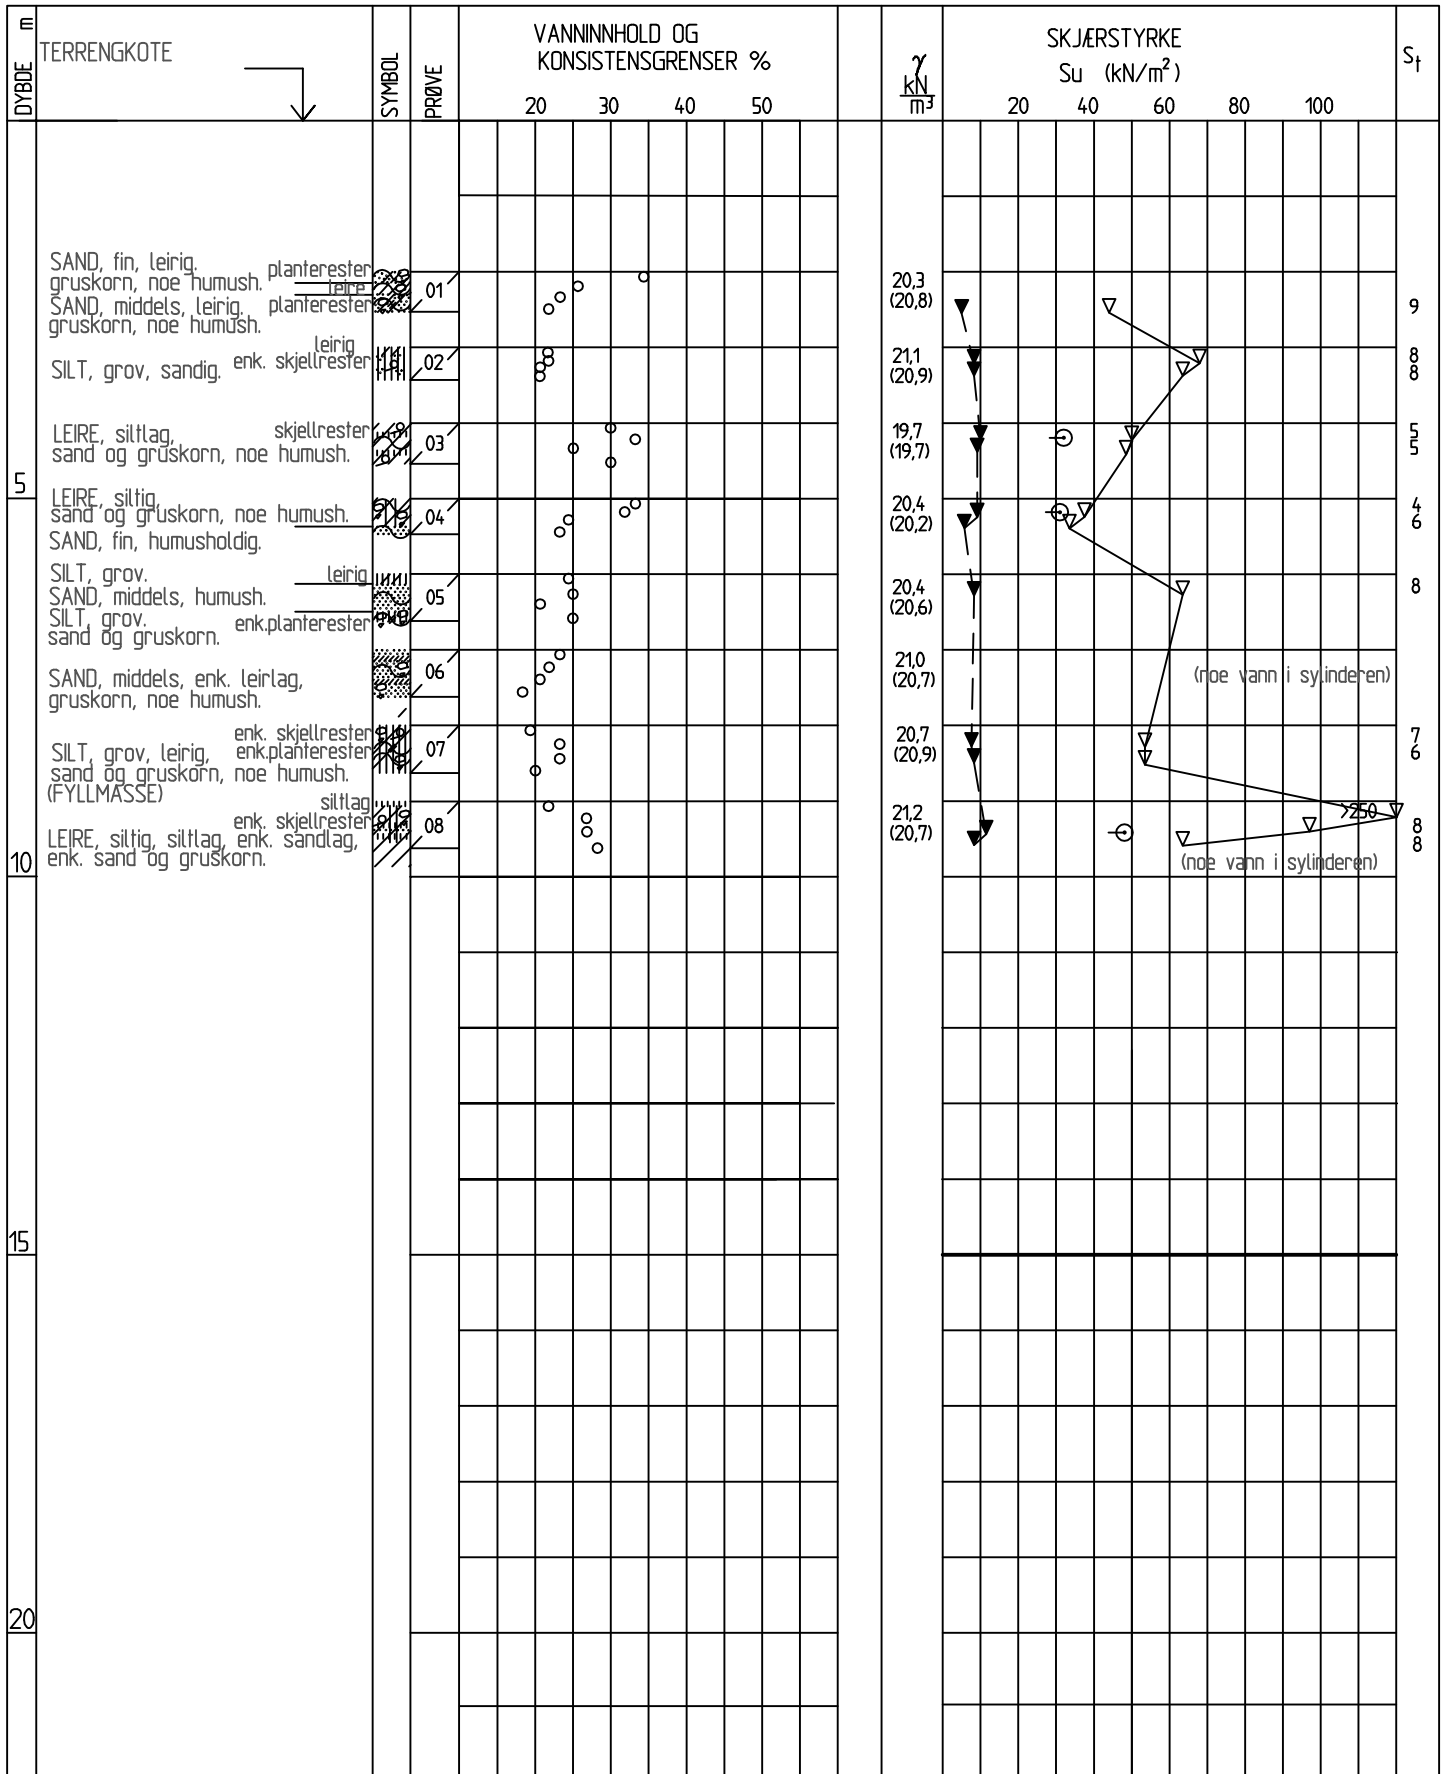 DYBDE m
TERRENGKOTE
SYMBOL
PRØVE
VANNINNHOLD OG
KONSISTENSGRENSER %
20 30 40 50
γ
kN
m³
SKJÆRSTYRKE
Su (kN/m²)
20 40 60 80 100
St
SAND, fin, leirig.
gruskorn, noe humush.
planterester
leire
SAND, middels, leirig.
planterester
gruskorn, noe humush.
01
20,3
(20,8)
9
leirig
enk. skjellrester
SILT, grov, sandig.
02
21,1
(20,9)
8
8
LEIRE, siltlag,
skjellrester
sand og gruskorn, noe humush.
03
19,7
(19,7)
5
5
5
LEIRE, siltig,
sand og gruskorn, noe humush.
SAND, fin, humusholdig.
04
20,4
(20,2)
4
6
SILT, grov.
leirig
SAND, middels, humush.
SILT, grov.
sand og gruskorn.
enk.planterester
05
20,4
(20,6)
8
SAND, middels, enk. leirlag,
gruskorn, noe humush.
06
21,0
(20,7)
(noe vann i sylinderen)
enk. skjellrester
SILT, grov, leirig,
enk.planterester
sand og gruskorn, noe humush.
(FYLLMASSE)
07
20,7
(20,9)
7
6
siltlag
enk. skjellrester
LEIRE, siltig, siltlag, enk. sandlag,
enk. sand og gruskorn.
08
21,2
(20,7)
>250
8
8
(noe vann i sylinderen)
10
15
20